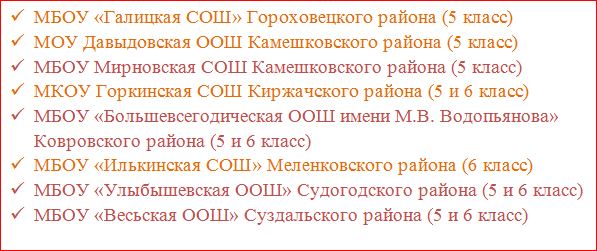 ✓ МБОУ «Галицкая СОШ» Гороховецкого района (5 класс)
✓ МОУ Давыдовская ООШ Камешковского района (5 класс)
✓ МБОУ Мирновская СОШ Камешковского района (5 класс)
✓ МКОУ Горкинская СОШ Киржачского района (5 и 6 класс)
✓ МБОУ «Большевсегодическая ООШ имени М.В. Водопьянова»
Ковровского района (5 и 6 класс)
✓ МБОУ «Илькинская СОШ» Меленковского района (6 класс)
✓ МБОУ «Улыбышевская ООШ» Судогодского района (5 и 6 класс)
✓ МБОУ «Весьская ООШ» Суздальского района (5 и 6 класс)